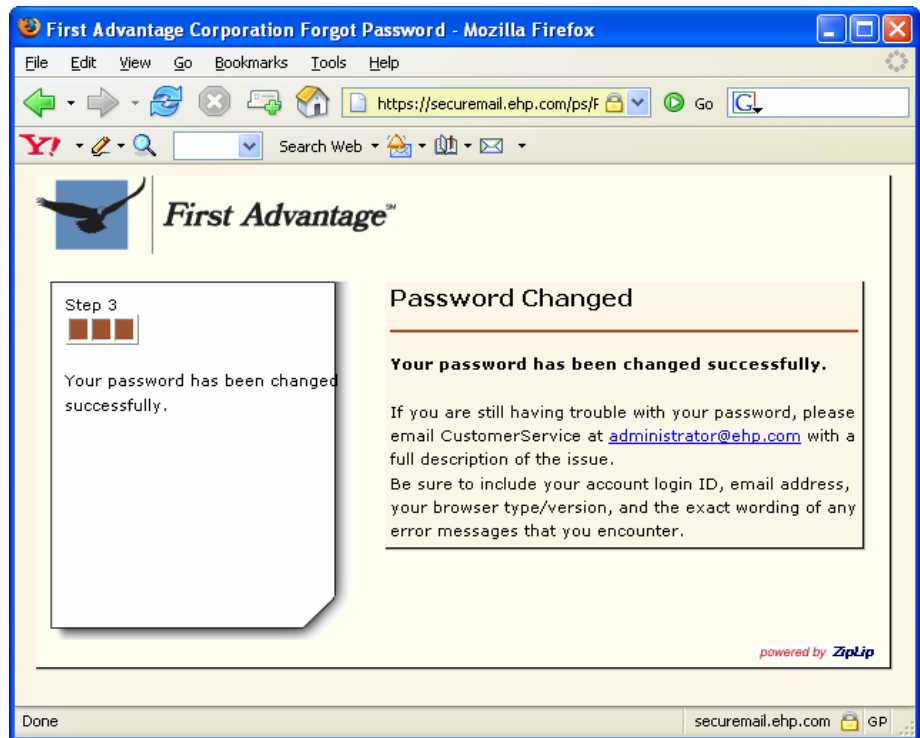 First Advantage Corporation Forgot Password - Mozilla Firefox
File Edit View Go Bookmarks Tools Help
https://securemail.ehp.com/ps/F Go G
Y! Search Web
First Advantage℠
Step 3
Your password has been changed
successfully.
Password Changed
Your password has been changed successfully.
If you are still having trouble with your password, please
email CustomerService at administrator@ehp.com with a
full description of the issue.
Be sure to include your account login ID, email address,
your browser type/version, and the exact wording of any
error messages that you encounter.
powered by ZipLip
Done securemail.ehp.com GP